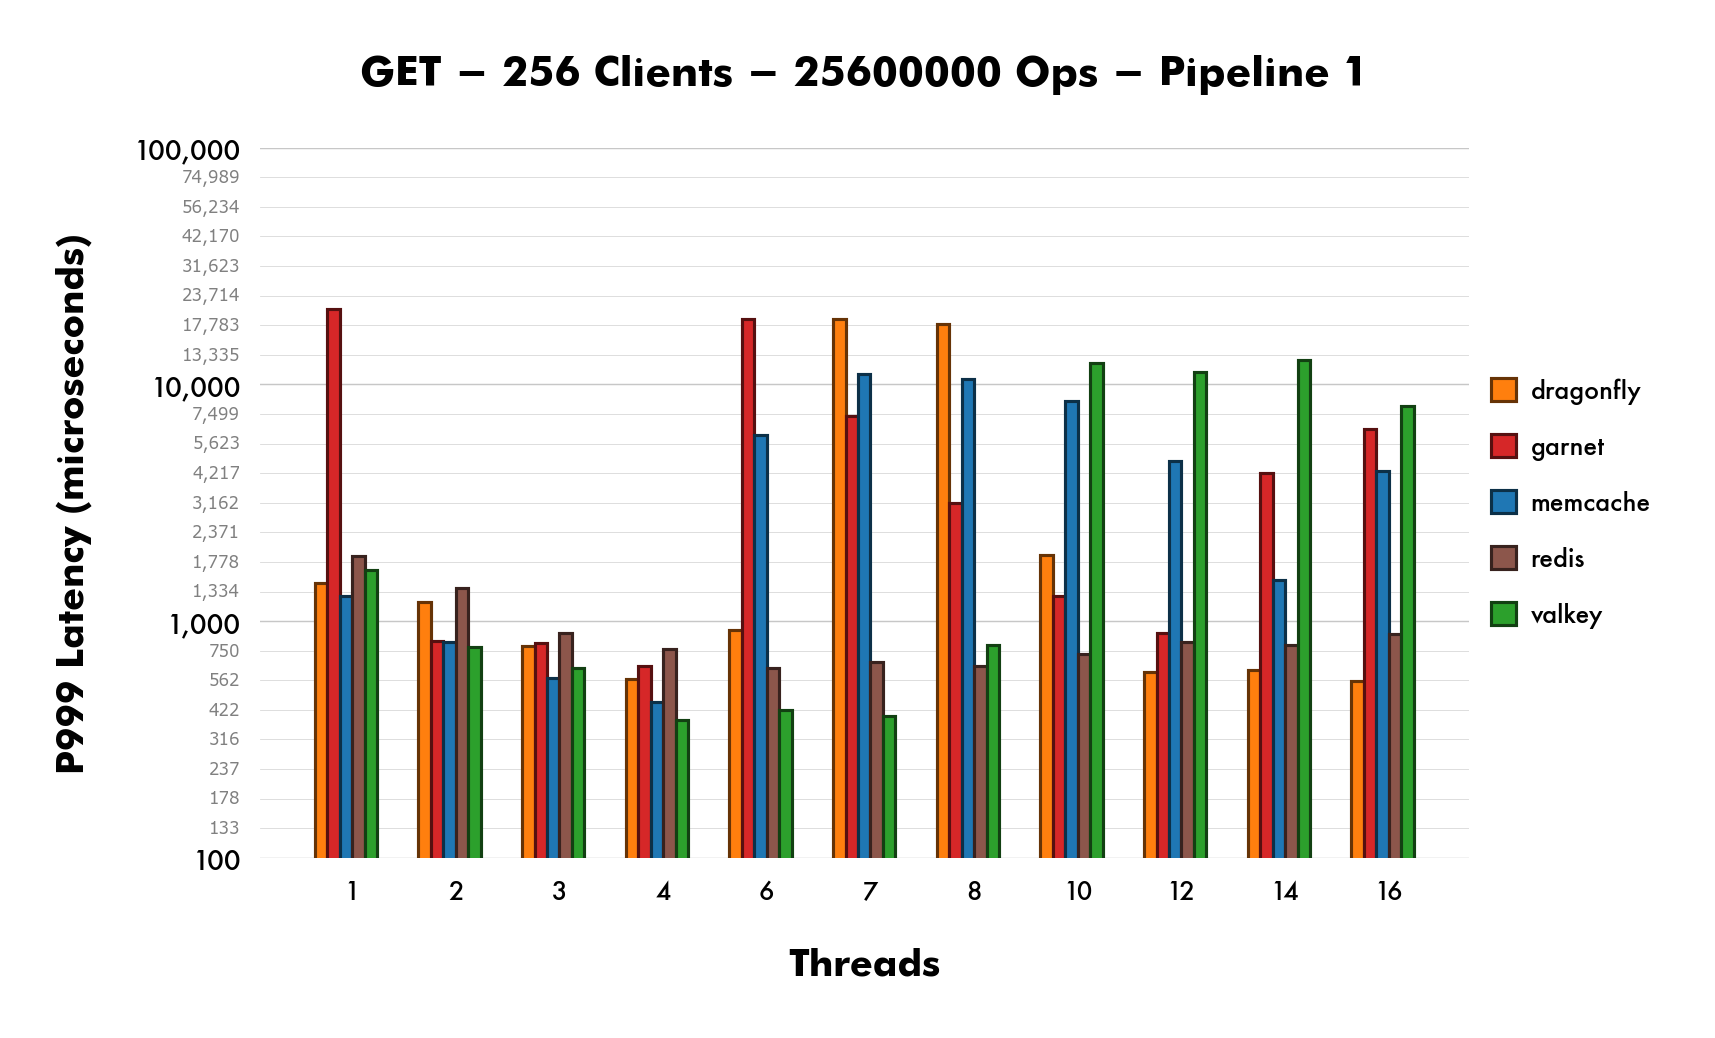 GET – 256 Clients – 25600000 Ops – Pipeline 1
P999 Latency (microseconds)
100,000
74,989
56,234
42,170
31,623
23,714
17,783
13,335
10,000
7,499
5,623
4,217
3,162
2,371
1,778
1,334
1,000
750
562
422
316
237
178
133
100
dragonfly
garnet
memcache
redis
valkey
1 2 3 4 6 7 8 10 12 14 16
Threads